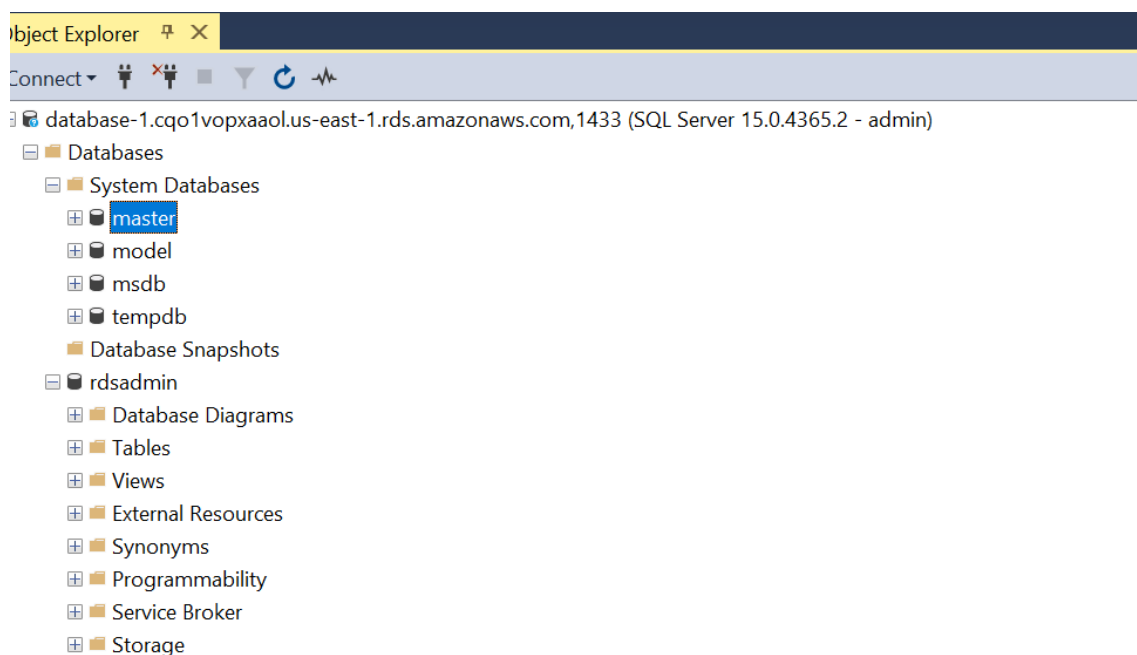 Object Explorer
Connect
database-1.cqo1vopxaaol.us-east-1.rds.amazonaws.com,1433 (SQL Server 15.0.4365.2 - admin)
Databases
System Databases
master
model
msdb
tempdb
Database Snapshots
rdsadmin
Database Diagrams
Tables
Views
External Resources
Synonyms
Programmability
Service Broker
Storage